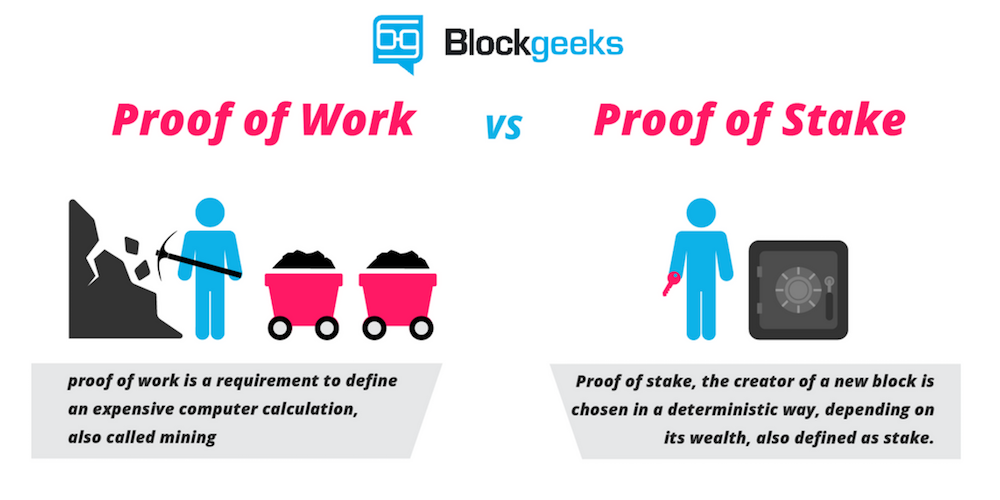 Blockgeeks
Proof of Work vs Proof of Stake
proof of work is a requirement to define
an expensive computer calculation,
also called mining
Proof of stake, the creator of a new block is
chosen in a deterministic way, depending on
its wealth, also defined as stake.